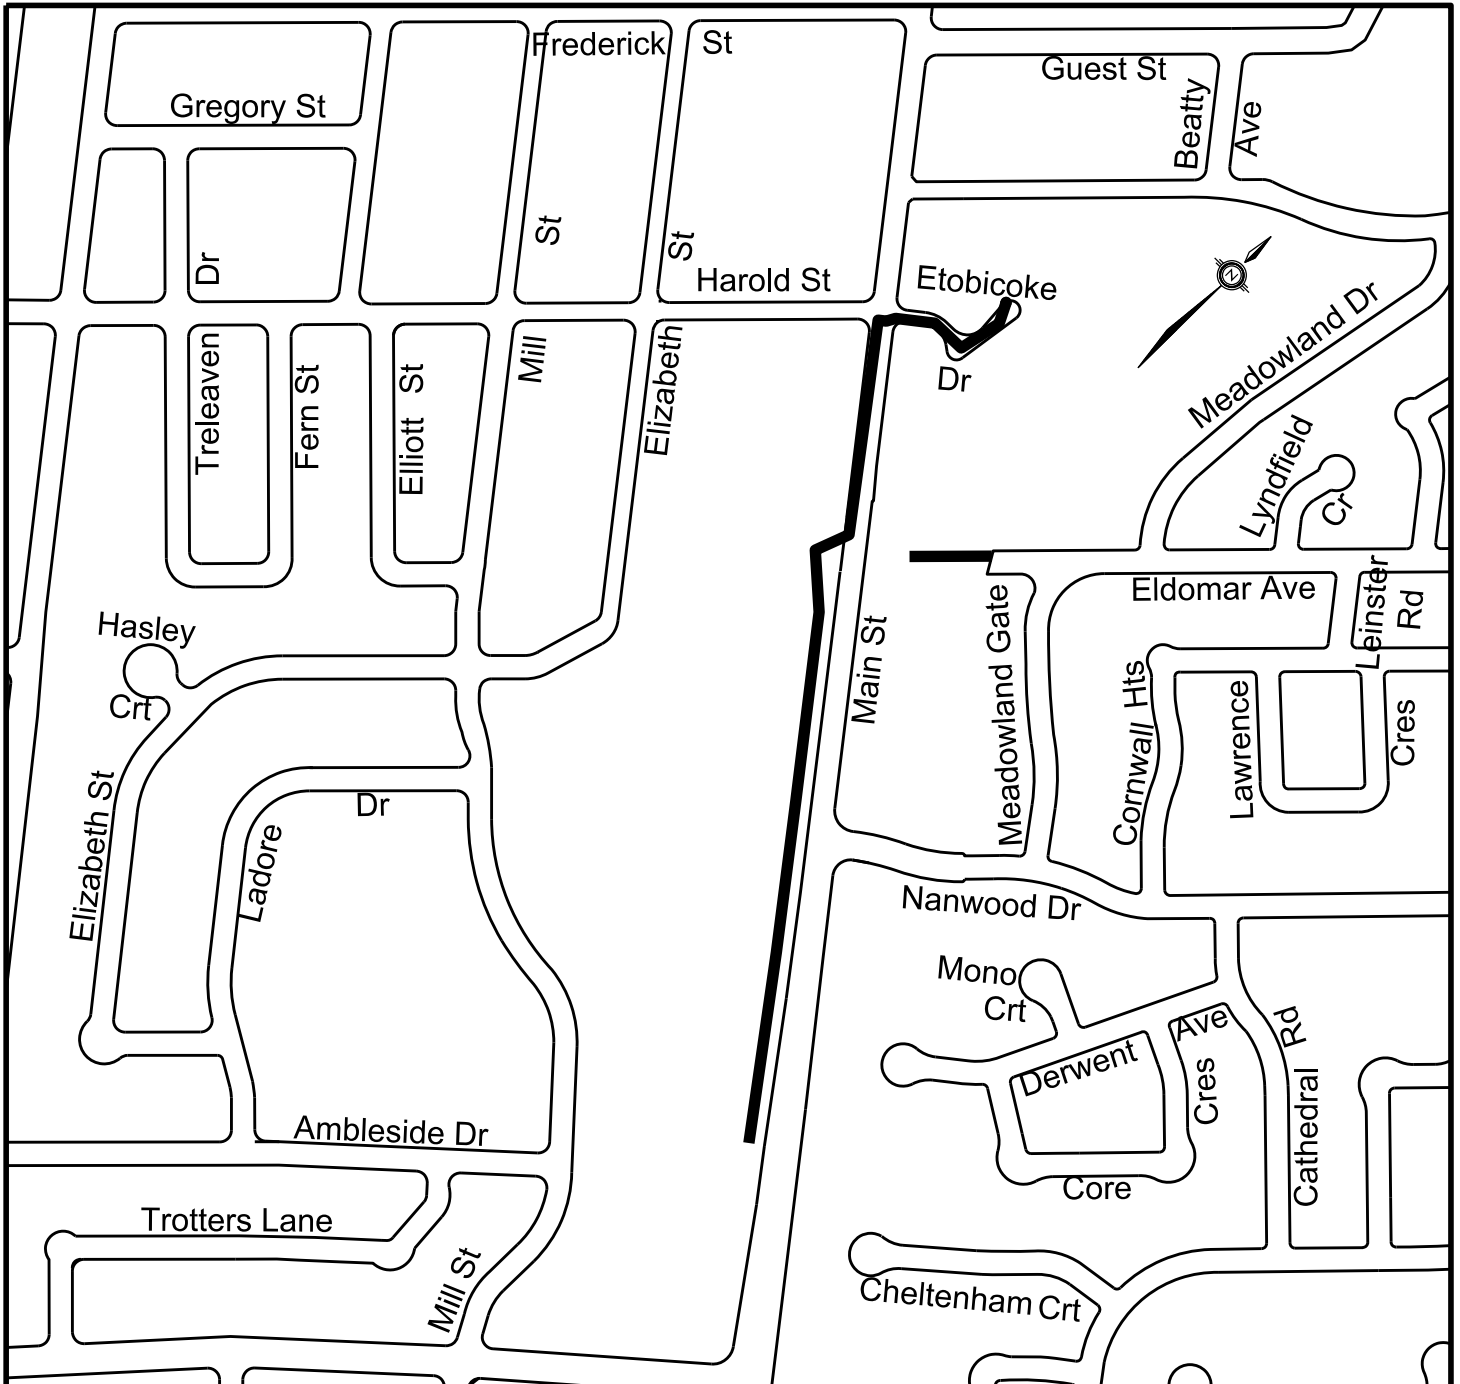 Frederick St
Guest St
Gregory St
Beatty
Ave
St
St
Dr
Harold St
Etobicoke
N
Meadowland Dr
Treleaven
Fern St
Elliott St
Mill
Elizabeth
Dr
Lyndfield
Cr
Eldomar Ave
Leinster
Rd
Hasley
Crt
Main St
Meadowland Gate
Cornwall Hts
Lawrence
Cres
Elizabeth St
Dr
Ladore
Nanwood Dr
Mono
Crt
Ave
Rd
Derwent
Cres
Cathedral
Ambleside Dr
Core
Trotters Lane
Mill St
Cheltenham Crt